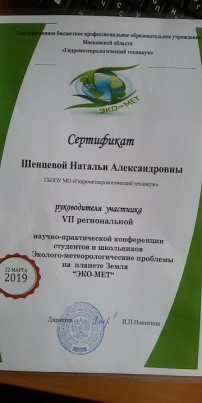 Государственное бюджетное профессиональное образовательное учреждение
Московской области
«Гидрометеорологический техникум»
ЭКО-МЕТ
Сертификат
Шенцевой Натальи Александровны
ГБПОУ МО «Гидрометеорологический техникум»
руководителя участника
VII региональной
научно-практической конференции
студентов и школьников
Эколого-метеорологические проблемы
на планете Земля
"ЭКО-МЕТ"
22 МАРТА
2019
Директор
И.П.Никитина